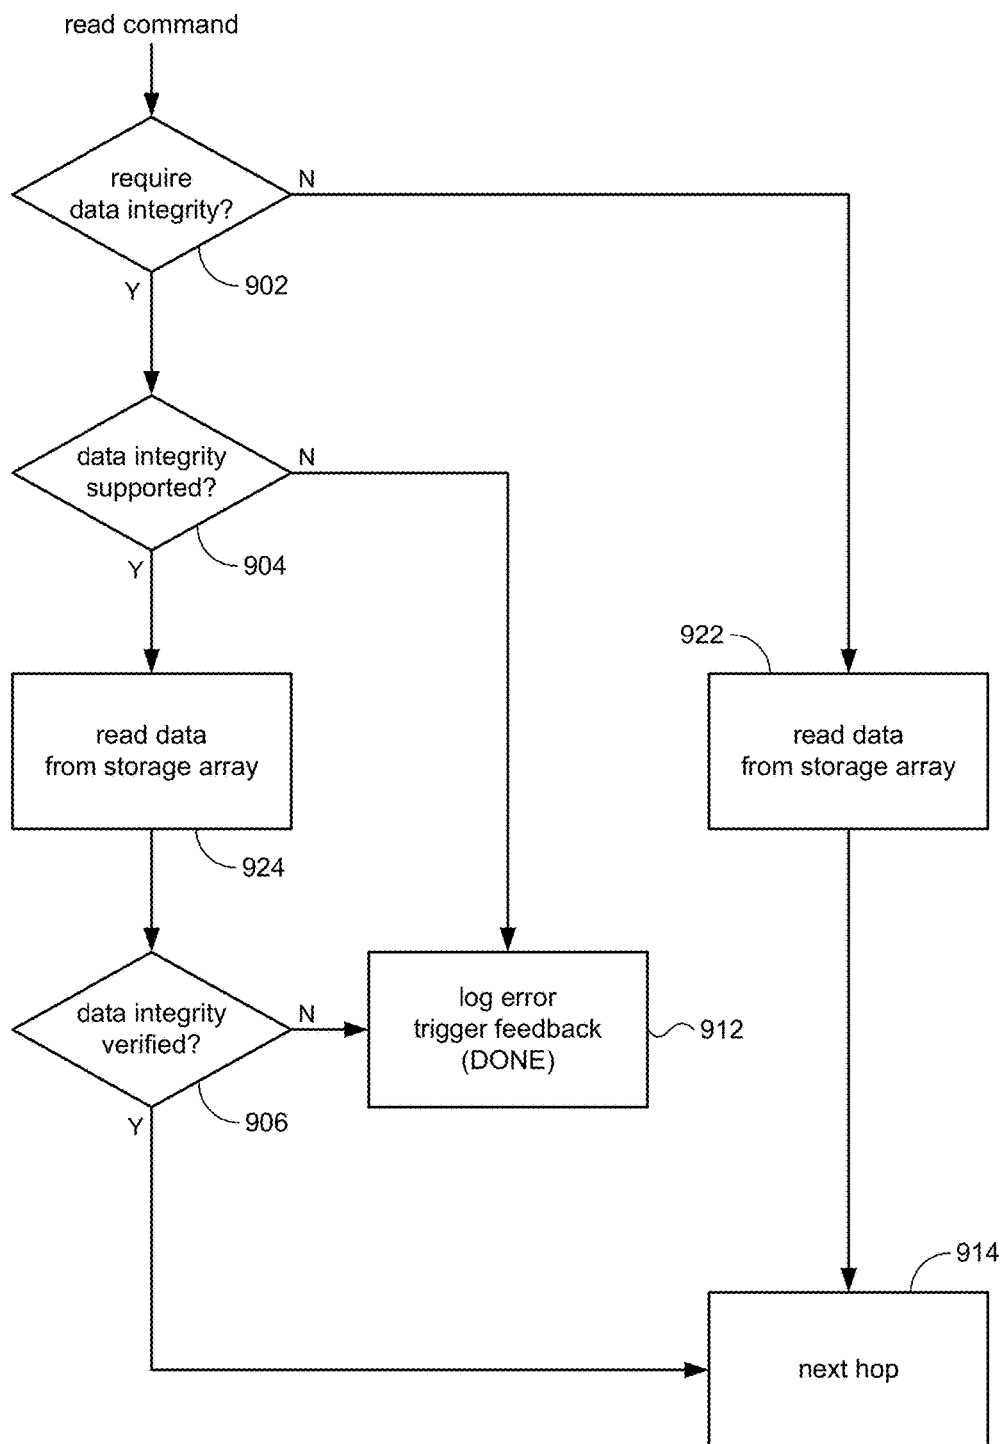 read command
require
data integrity?
N
902
Y
data integrity
supported?
N
904
Y
922
read data
from storage array
read data
from storage array
924
data integrity
verified?
N
log error
trigger feedback
(DONE)
912
906
Y
914
next hop